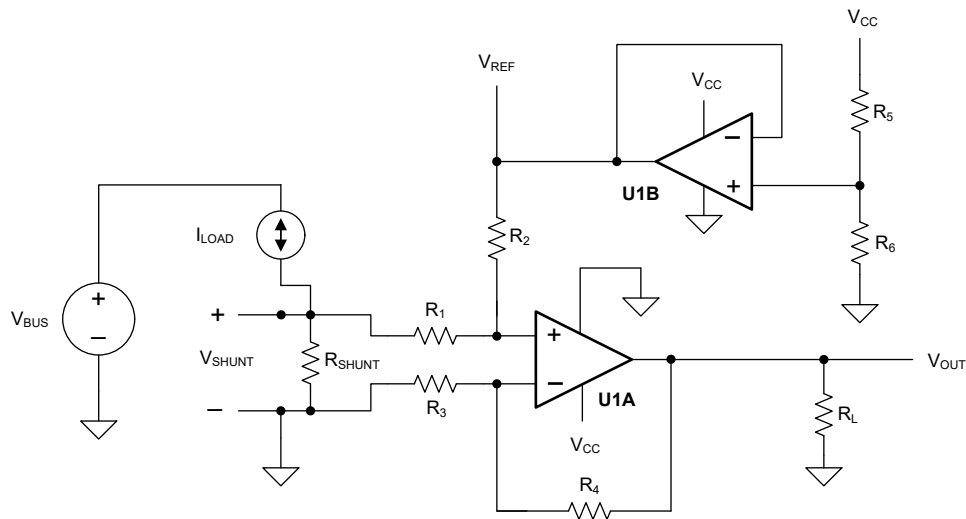 VCC
VREF
VCC
R5
−
+
U1B
R2
R6
ILOAD
+
−
VBUS
+
VSHUNT
−
RSHUNT
R1
R3
+
−
U1A
VCC
R4
VOUT
RL